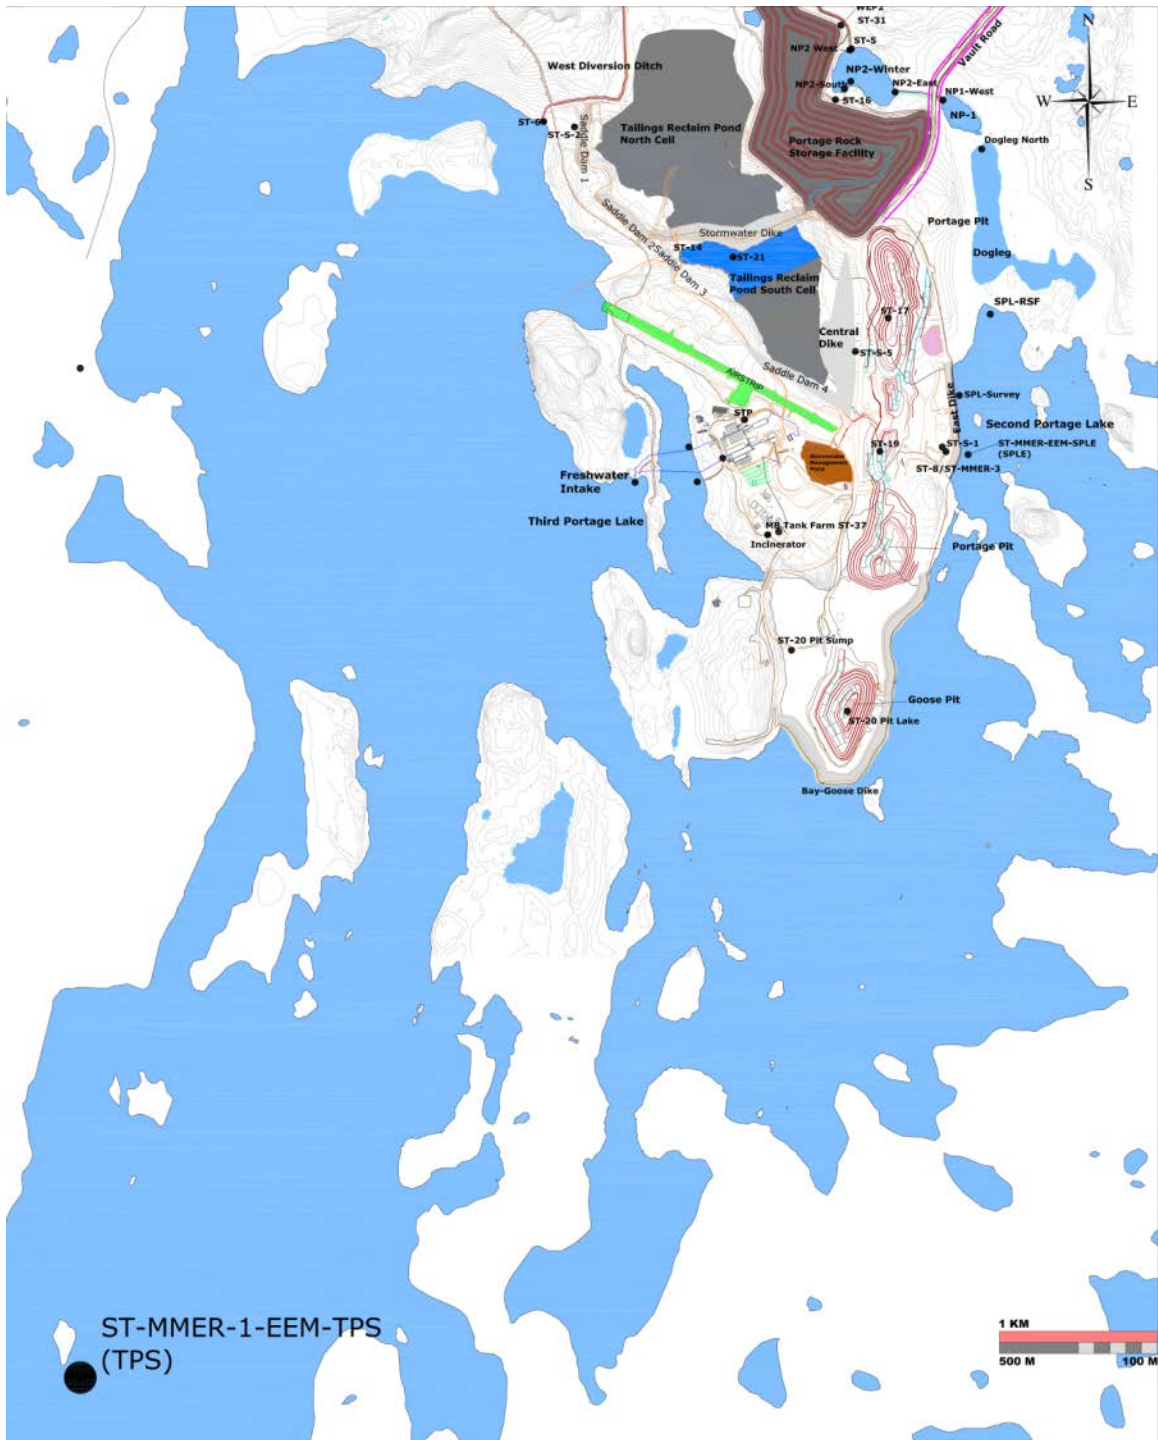 WEP2
ST-31
ST-5
NP2 West
N
Vault Road
West Diversion Ditch
NP2-Winter
NP2-South
NP2-East
NP1-West
ST-16
W
E
NP-1
ST-6
ST-S-2
Saddle Dam 1
Tailings Reclaim Pond
North Cell
Portage Rock
Storage Facility
Dogleg North
S
Saddle Dam 2
Portage Pit
Stormwater Dike
ST-14
ST-21
Saddle Dam 3
Dogleg
Tailings Reclaim
Pond South Cell
ST-17
SPL-RSF
Central
Dike
ST-S-5
Saddle Dam 4
AIRSTRIP
East Dike
SPL-Survey
STP
Second Portage Lake
ST-19
ST-S-1
ST-MMER-EEM-SPLE
(SPLE)
Stormwater
Management
Pond
ST-8/ST-MMER-3
Freshwater
Intake
Third Portage Lake
MB Tank Farm ST-37
Incinerator
Portage Pit
ST-20 Pit Sump
Goose Pit
ST-20 Pit Lake
Bay-Goose Dike
ST-MMER-1-EEM-TPS
(TPS)
1 KM
500 M
100 M